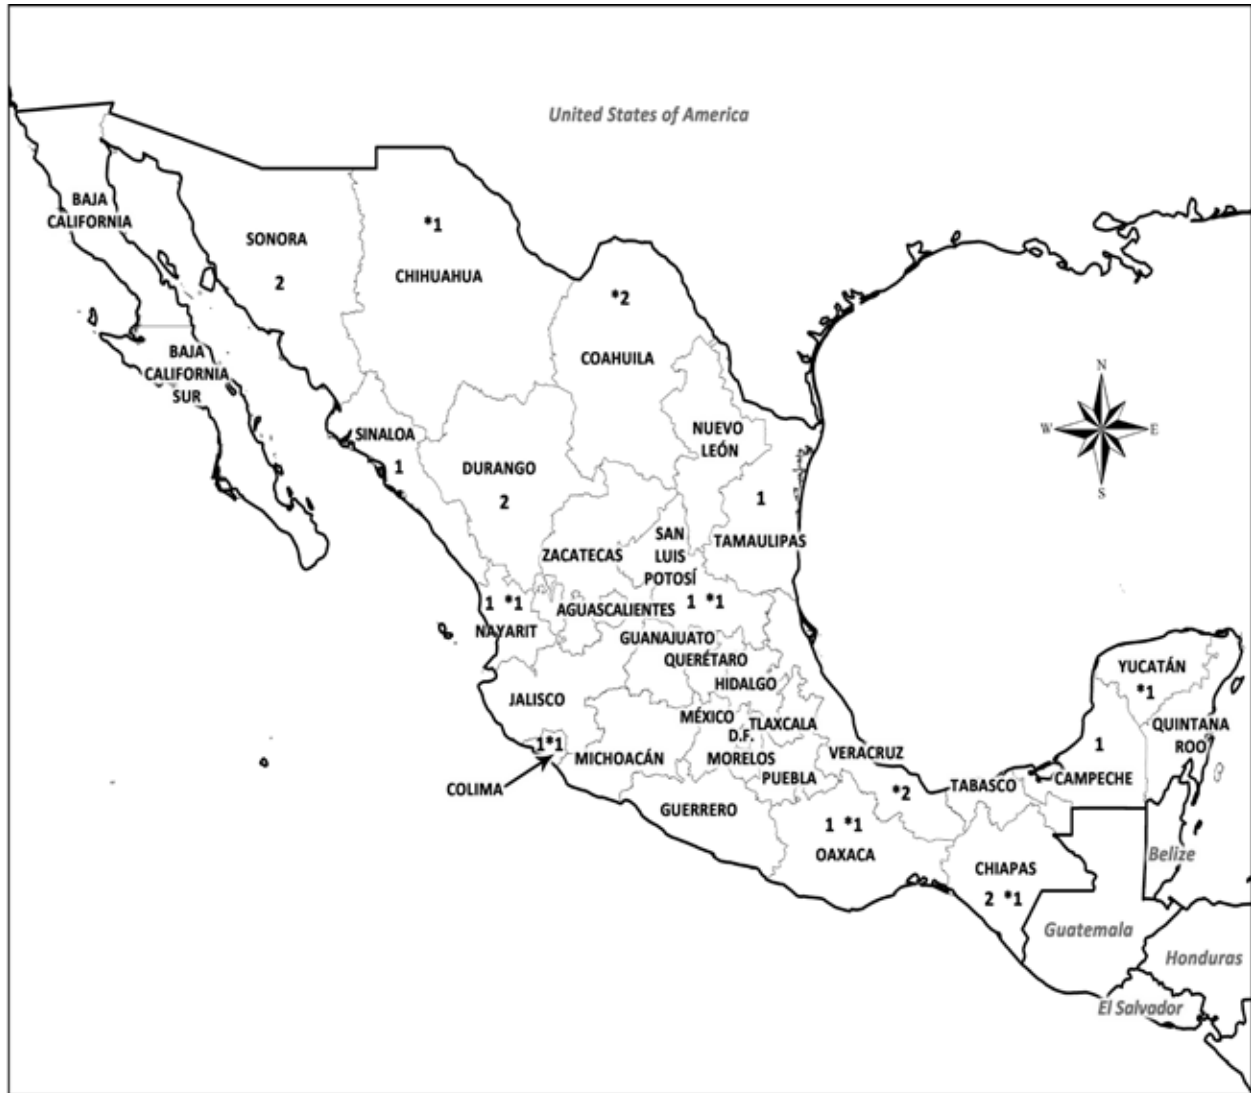 United States of America
BAJA
CALIFORNIA
SONORA
2
*1
CHIHUAHUA
*2
COAHUILA
BAJA
CALIFORNIA
SUR
N
W
E
S
SINALOA
1
DURANGO
2
NUEVO
LEÓN
1
TAMAULIPAS
ZACATECAS
SAN
LUIS
POTOSÍ
1 *1
1 *1
NAYARIT
AGUASCALIENTES
GUANAJUATO
QUERÉTARO
HIDALGO
JALISCO
MÉXICO
TLAXCALA
D.F.
1*1
COLIMA
MICHOACÁN
MORELOS
PUEBLA
VERACRUZ
*2
GUERRERO
1 *1
OAXACA
TABASCO
YUCATÁN
*1
QUINTANA
ROO
1
CAMPECHE
CHIAPAS
2 *1
Belize
Guatemala
Honduras
El Salvador